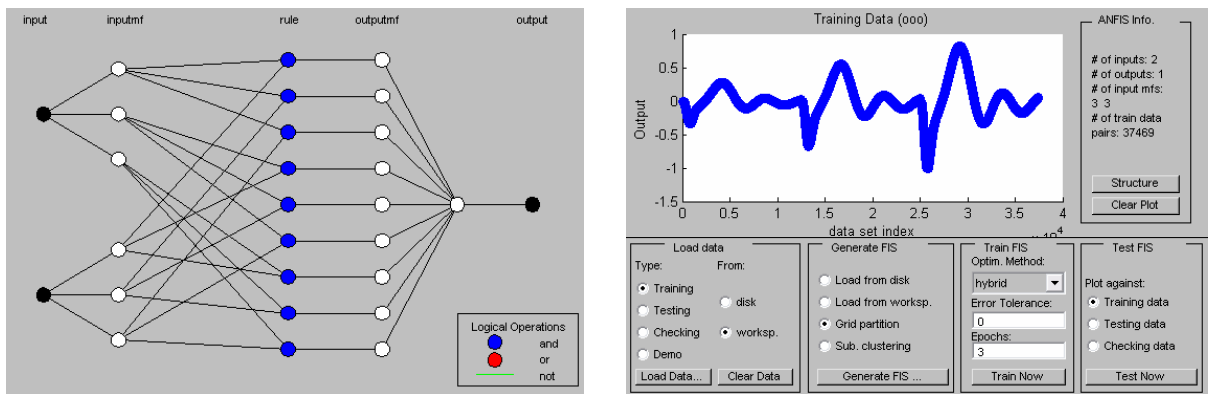 input inputmf rule outputmf output
Logical Operations
and
or
not
Training Data (ooo)
1
0.5
0
-0.5
-1
-1.5
Output
0 0.5 1 1.5 2 2.5 3 3.5 4
data set index
ANFIS Info.
# of inputs: 2
# of outputs: 1
# of input mfs:
3 3
# of train data
pairs: 37469
Structure
Clear Plot
Load data
Type: From:
Training
Testing
Checking
Demo
disk
worksp.
Load Data... Clear Data
Generate FIS
Load from disk
Load from worksp.
Grid partition
Sub. clustering
Generate FIS ...
Train FIS
Optim. Method:
hybrid
Error Tolerance:
0
Epochs:
3
Train Now
Test FIS
Plot against:
Training data
Testing data
Checking data
Test Now